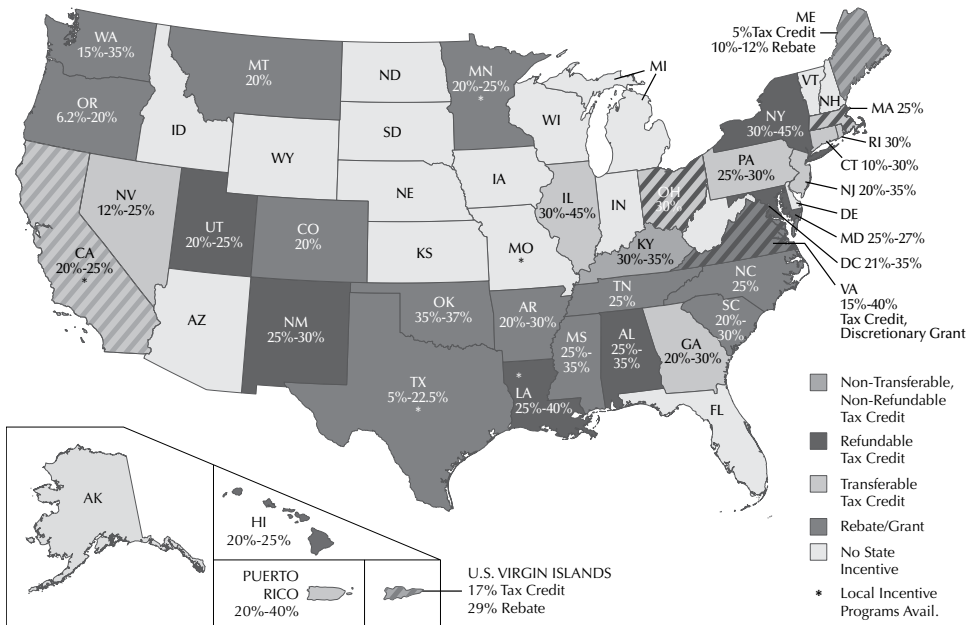 WA
15%-35%
MT
20%
ND
MN
20%-25%
*
MI
ME
5%Tax Credit
10%-12% Rebate
VT
NH
MA 25%
RI 30%
CT 10%-30%
NJ 20%-35%
DE
MD 25%-27%
DC 21%-35%
VA
15%-40%
Tax Credit,
Discretionary Grant
OR
6.2%-20%
ID
SD
WI
NY
30%-45%
WY
NE
IA
PA
25%-30%
NV
12%-25%
IL
30%-45%
IN
OH
30%
UT
20%-25%
CO
20%
CA
20%-25%
*
KS
MO
*
KY
30%-35%
NC
25%
TN
25%
SC
20%-
30%
AZ
NM
25%-30%
OK
35%-37%
AR
20%-30%
MS
25%-
35%
AL
25%-
35%
GA
20%-30%
TX
5%-22.5%
*
*
LA
25%-40%
FL
AK
HI
20%-25%
PUERTO
RICO
20%-40%
U.S. VIRGIN ISLANDS
17% Tax Credit
29% Rebate
Non-Transferable,
Non-Refundable
Tax Credit
Refundable
Tax Credit
Transferable
Tax Credit
Rebate/Grant
No State
Incentive
* Local Incentive
Programs Avail.